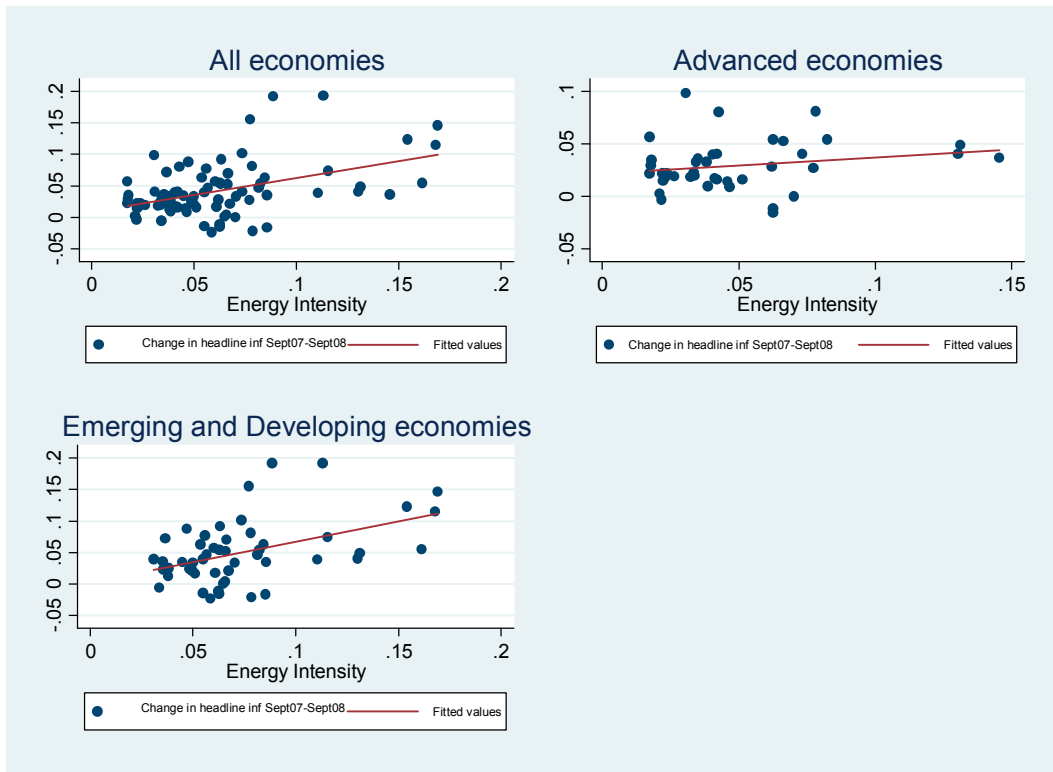 All economies
.2
.15
.1
.05
0
-.05
0 .05 .1 .15 .2
Energy Intensity
Change in headline inf Sept07-Sept08 Fitted values
Advanced economies
.1
.05
0
-.05
0 .05 .1 .15
Energy Intensity
Change in headline inf Sept07-Sept08 Fitted values
Emerging and Developing economies
.2
.15
.1
.05
0
-.05
0 .05 .1 .15 .2
Energy Intensity
Change in headline inf Sept07-Sept08 Fitted values